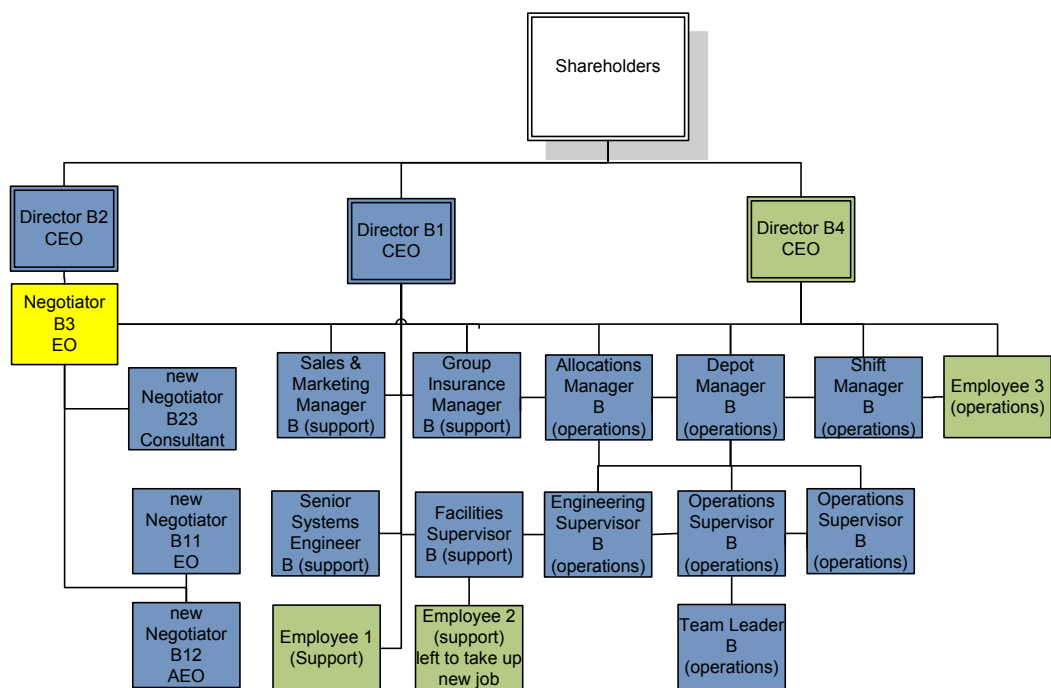 Shareholders
Director B2
CEO
Director B1
CEO
Director B4
CEO
Negotiator
B3
EO
new
Negotiator
B23
Consultant
Sales &
Marketing
Manager
B (support)
Group
Insurance
Manager
B (support)
Allocations
Manager
B
(operations)
Depot
Manager
B
(operations)
Shift
Manager
B
(operations)
Employee 3
(operations)
new
Negotiator
B11
EO
Senior
Systems
Engineer
B (support)
Facilities
Supervisor
B (support)
Engineering
Supervisor
B
(operations)
Operations
Supervisor
B
(operations)
Operations
Supervisor
B
(operations)
new
Negotiator
B12
AEO
Employee 1
(Support)
Employee 2
(support)
left to take up
new job
Team Leader
B
(operations)